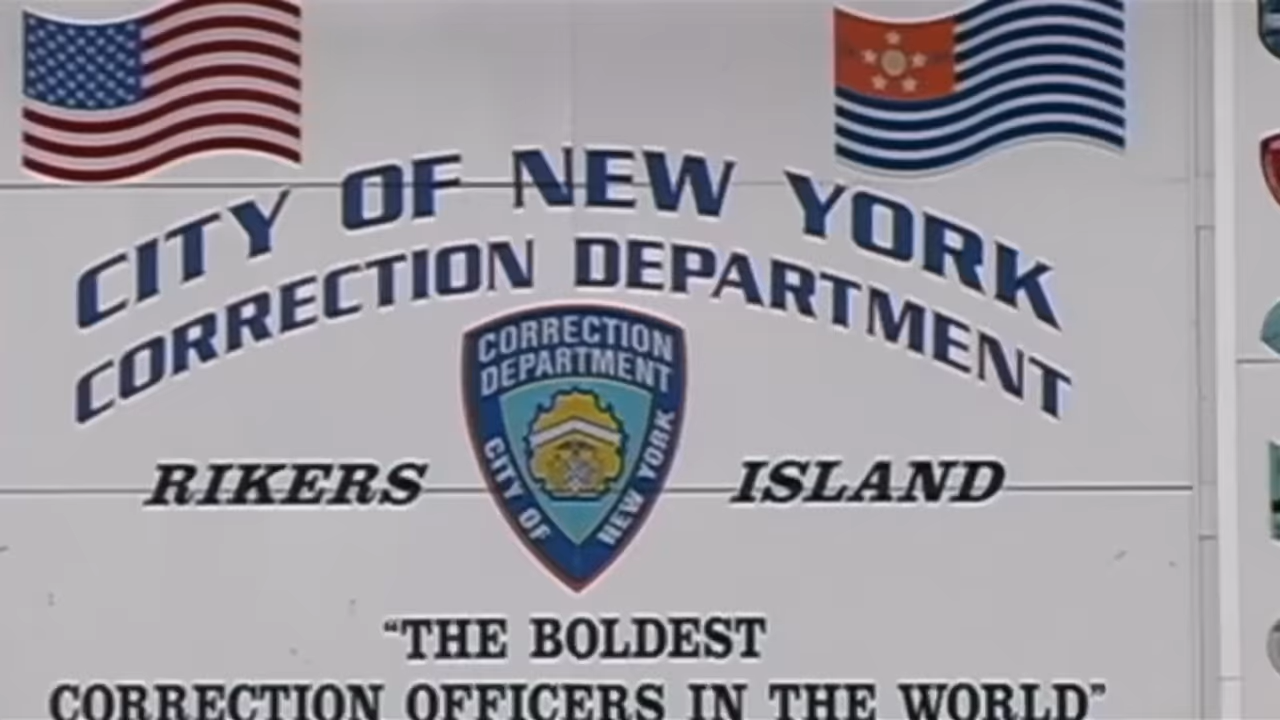 CITY OF NEW YORK
CORRECTION DEPARTMENT
CORRECTION
DEPARTMENT
CITY OF NEW YORK
RIKERS ISLAND
“THE BOLDEST
CORRECTION OFFICERS IN THE WORLD”